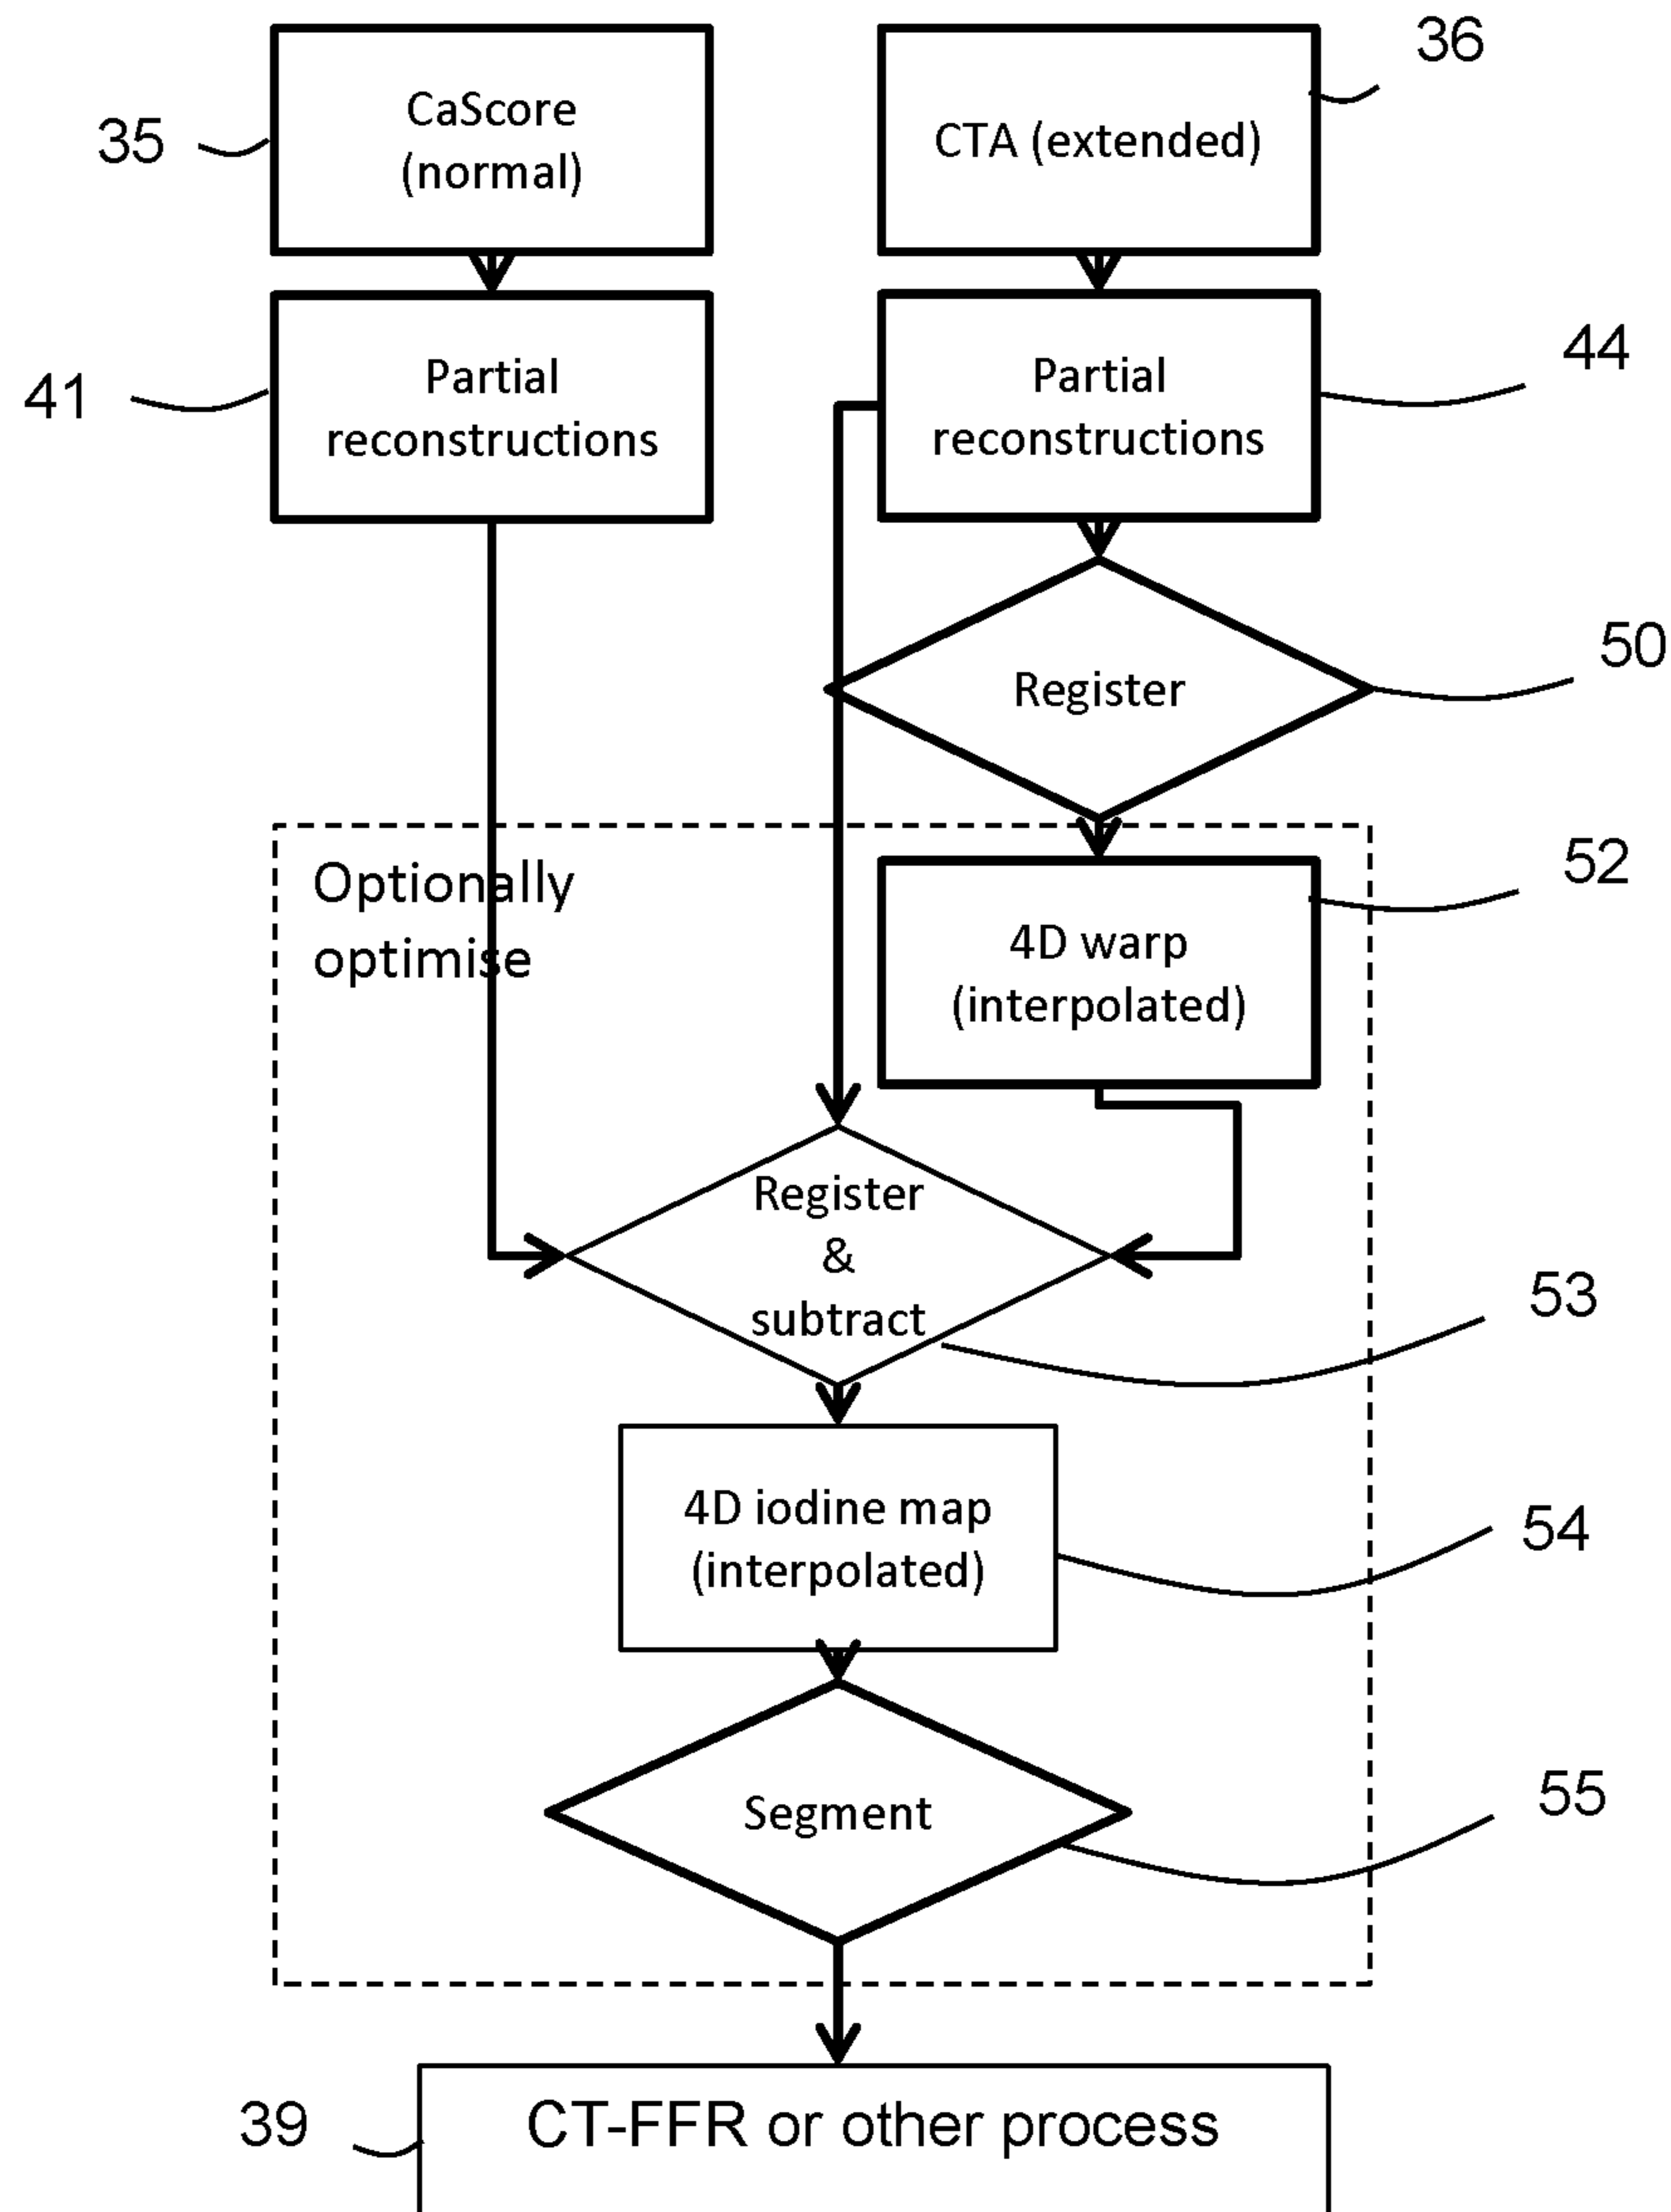 36
CaScore
(normal)
CTA (extended)
35
Partial
reconstructions
Partial
reconstructions
44
41
50
Register
Optionally
optimise
52
4D warp
(interpolated)
Register
&
subtract
53
4D iodine map
(interpolated)
54
Segment
55
39
CT-FFR or other process